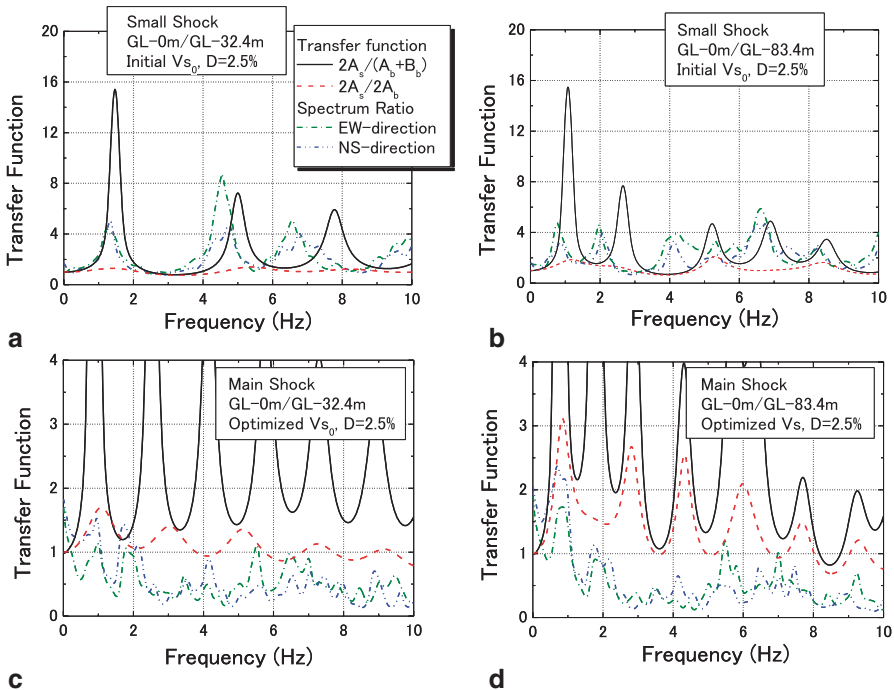 20
16
12
8
4
0
0 2 4 6 8 10
Transfer Function
Frequency (Hz)
Small Shock
GL-0m/GL-32.4m
Initial Vs0, D=2.5%
Transfer function
2As/(Ab+Bb)
2As/2Ab
Spectrum Ratio
EW-direction
NS-direction
a
20
16
12
8
4
0
0 2 4 6 8 10
Transfer Function
Frequency (Hz)
Small Shock
GL-0m/GL-83.4m
Initial Vs0, D=2.5%
b
4
3
2
1
0
0 2 4 6 8 10
Transfer Function
Frequency (Hz)
Main Shock
GL-0m/GL-32.4m
Optimized Vs0, D=2.5%
c
4
3
2
1
0
0 2 4 6 8 10
Transfer Function
Frequency (Hz)
Main Shock
GL-0m/GL-83.4m
Optimized Vs, D=2.5%
d